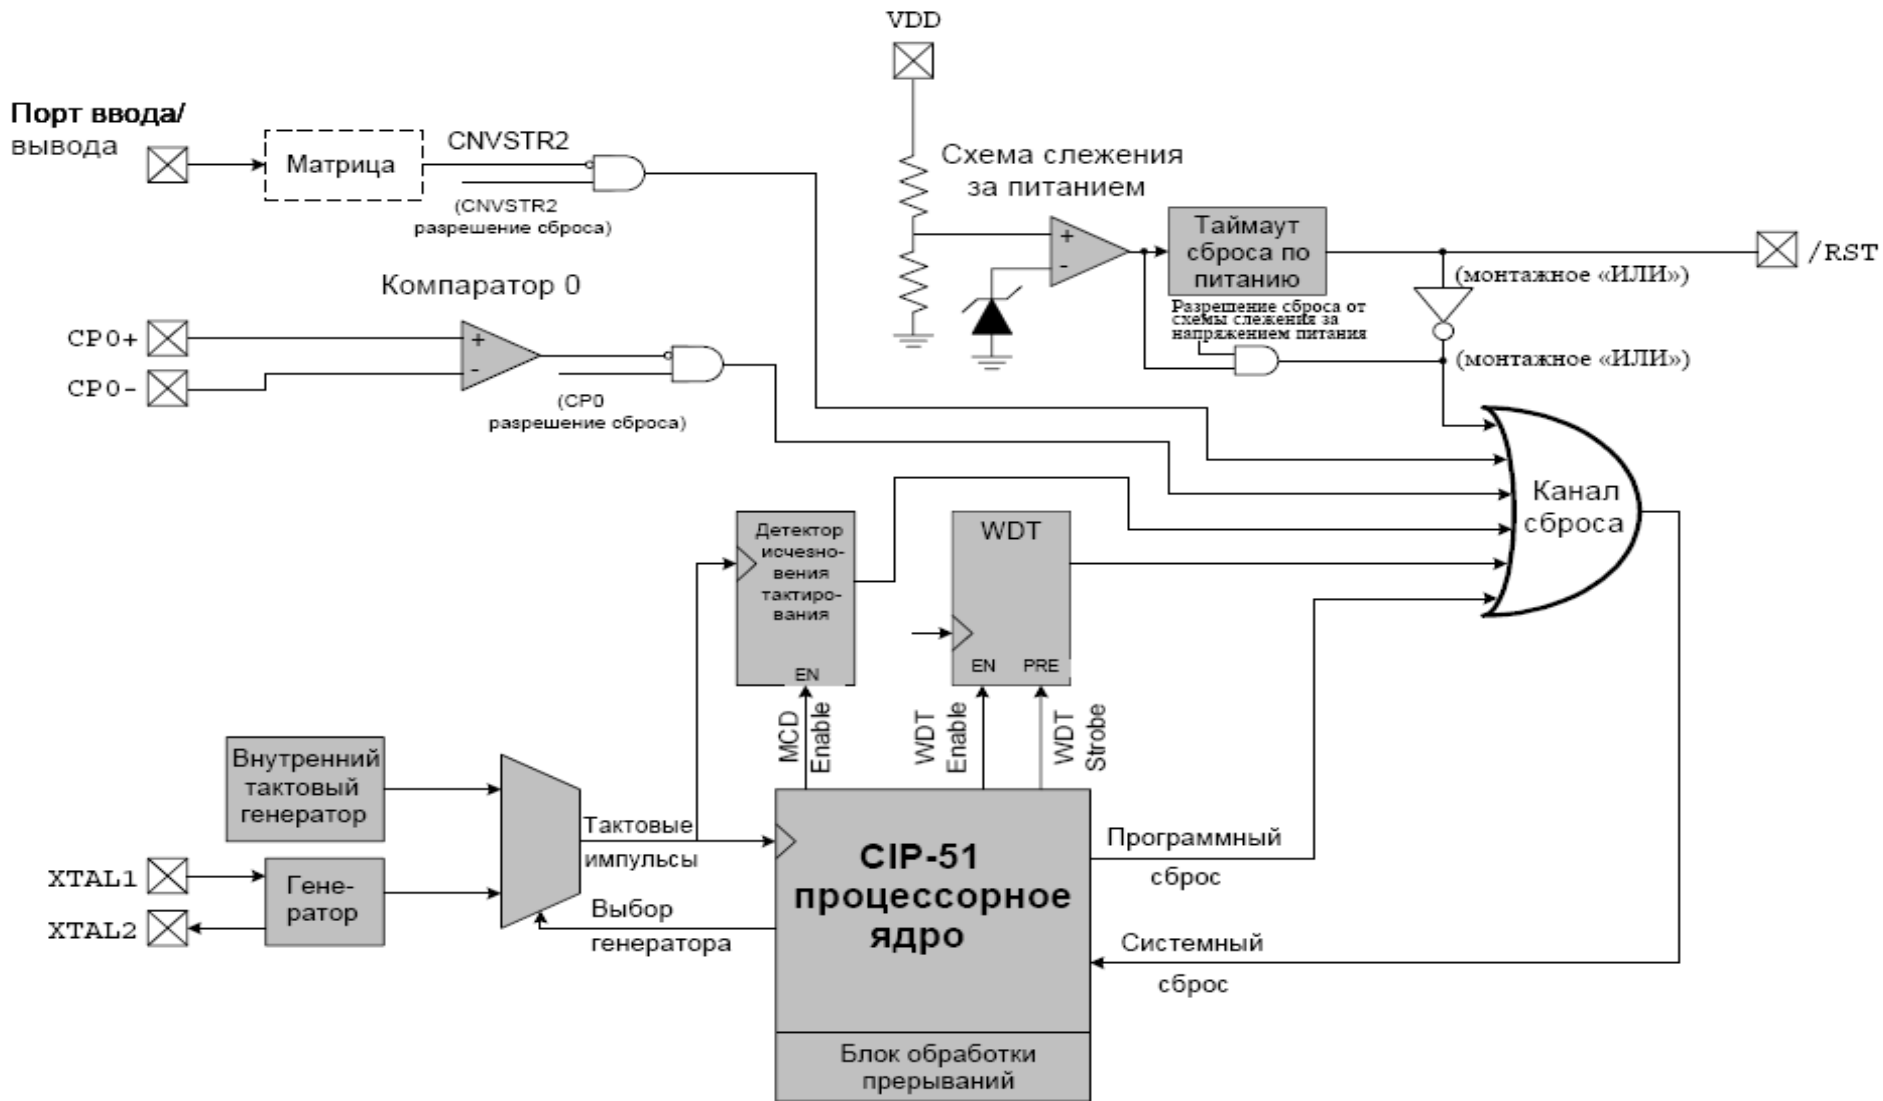 VDD
Порт ввода/
вывода
Матрица
CNVSTR2
(CNVSTR2
разрешение сброса)
Схема слежения
за питанием
+
-
Таймаут
сброса по
питанию
/RST
(монтажное «ИЛИ»)
Разрешение сброса от
схемы слежения за
напряжением питания
(монтажное «ИЛИ»)
Компаратор 0
CP0+
CP0-
+
-
(CP0
разрешение сброса)
Канал
сброса
Детектор
исчезно-
вения
тактиро-
вания
EN
WDT
EN PRE
MCD
Enable
WDT
Enable
WDT
Strobe
Внутренний
тактовый
генератор
XTAL1
XTAL2
Гене-
ратор
Тактовые
импульсы
Выбор
генератора
CIP-51
процессорное
ядро
Программный
сброс
Системный
сброс
Блок обработки
прерываний